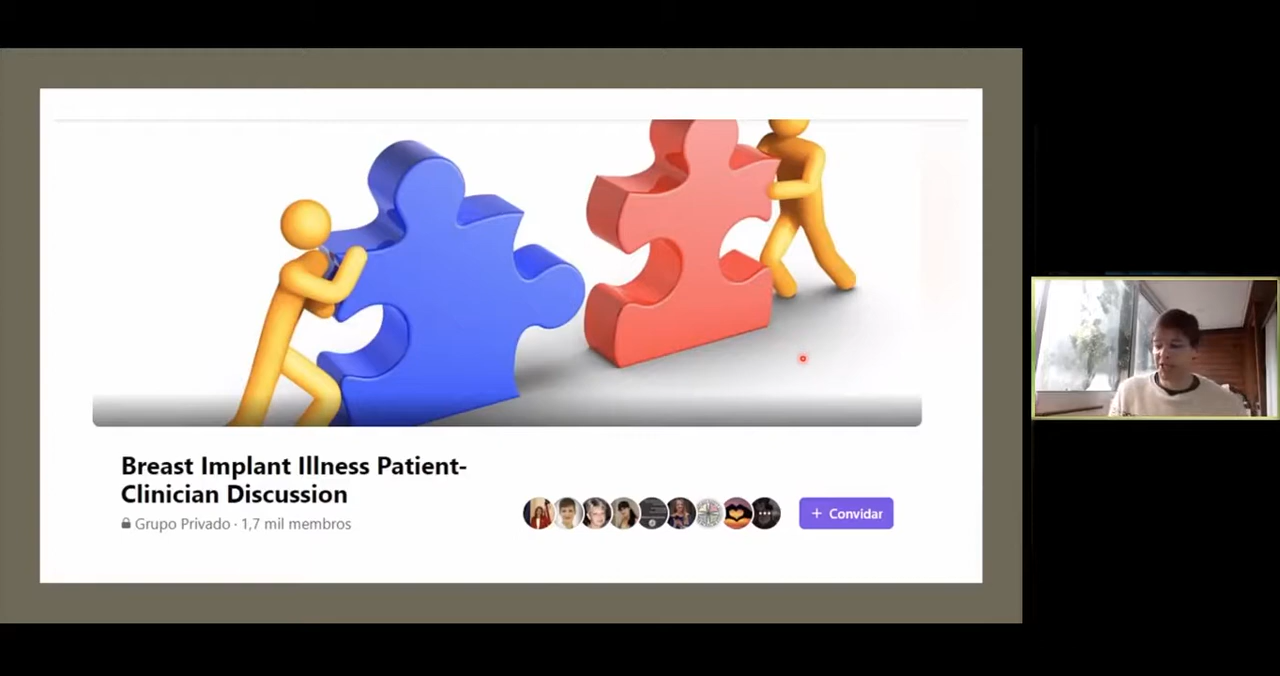 Breast Implant Illness Patient-
Clinician Discussion
Grupo Privado · 1,7 mil membros
+ Convidar